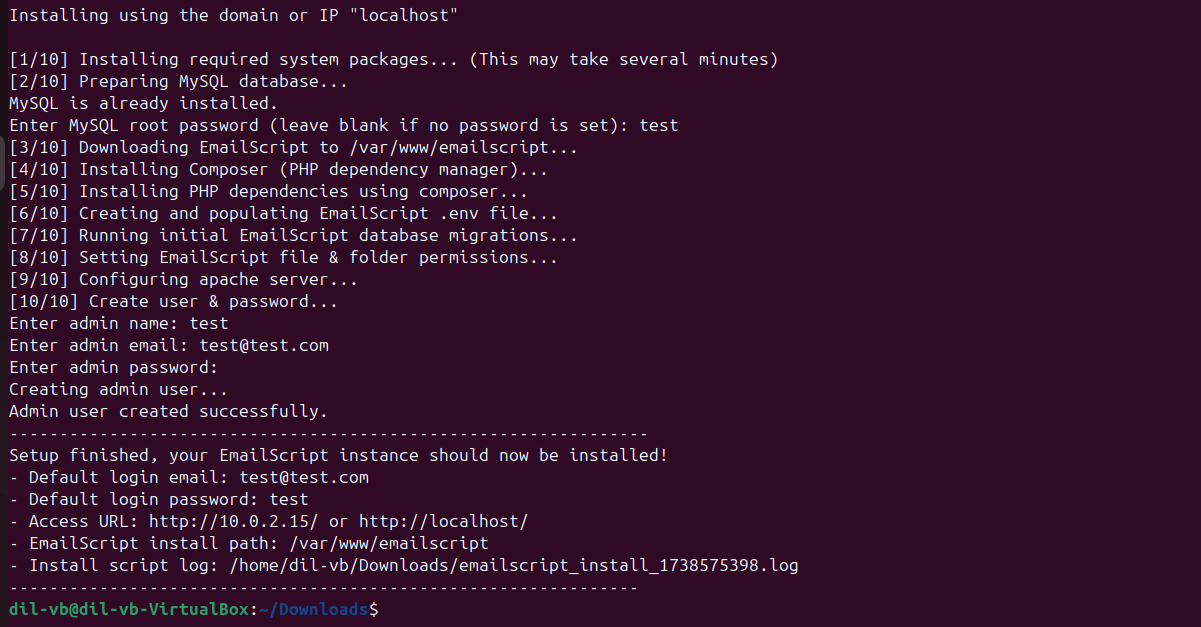 Installing using the domain or IP "localhost"
[1/10] Installing required system packages... (This may take several minutes)
[2/10] Preparing MySQL database...
MySQL is already installed.
Enter MySQL root password (leave blank if no password is set): test
[3/10] Downloading EmailScript to /var/www/emailscript...
[4/10] Installing Composer (PHP dependency manager)...
[5/10] Installing PHP dependencies using composer...
[6/10] Creating and populating EmailScript .env file...
[7/10] Running initial EmailScript database migrations...
[8/10] Setting EmailScript file & folder permissions...
[9/10] Configuring apache server...
[10/10] Create user & password...
Enter admin name: test
Enter admin email: test@test.com
Enter admin password:
Creating admin user...
Admin user created successfully.
----------------------------------------------------------------
Setup finished, your EmailScript instance should now be installed!
- Default login email: test@test.com
- Default login password: test
- Access URL: http://10.0.2.15/ or http://localhost/
- EmailScript install path: /var/www/emailscript
- Install script log: /home/dil-vb/Downloads/emailscript_install_1738575398.log
---------------------------------------------------------------
dil-vb@dil-vb-VirtualBox:~/Downloads$